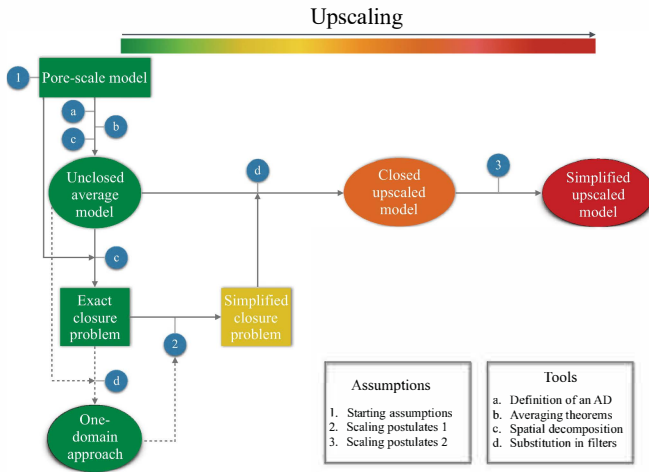 Upscaling
1
Pore-scale model
a
b
c
Unclosed
average
model
d
Closed
upscaled
model
3
Simplified
upscaled
model
c
Exact
closure
problem
2
Simplified
closure
problem
d
One-
domain
approach
Assumptions
1. Starting assumptions
2. Scaling postulates 1
3. Scaling postulates 2
Tools
a. Definition of an AD
b. Averaging theorems
c. Spatial decomposition
d. Substitution in filters